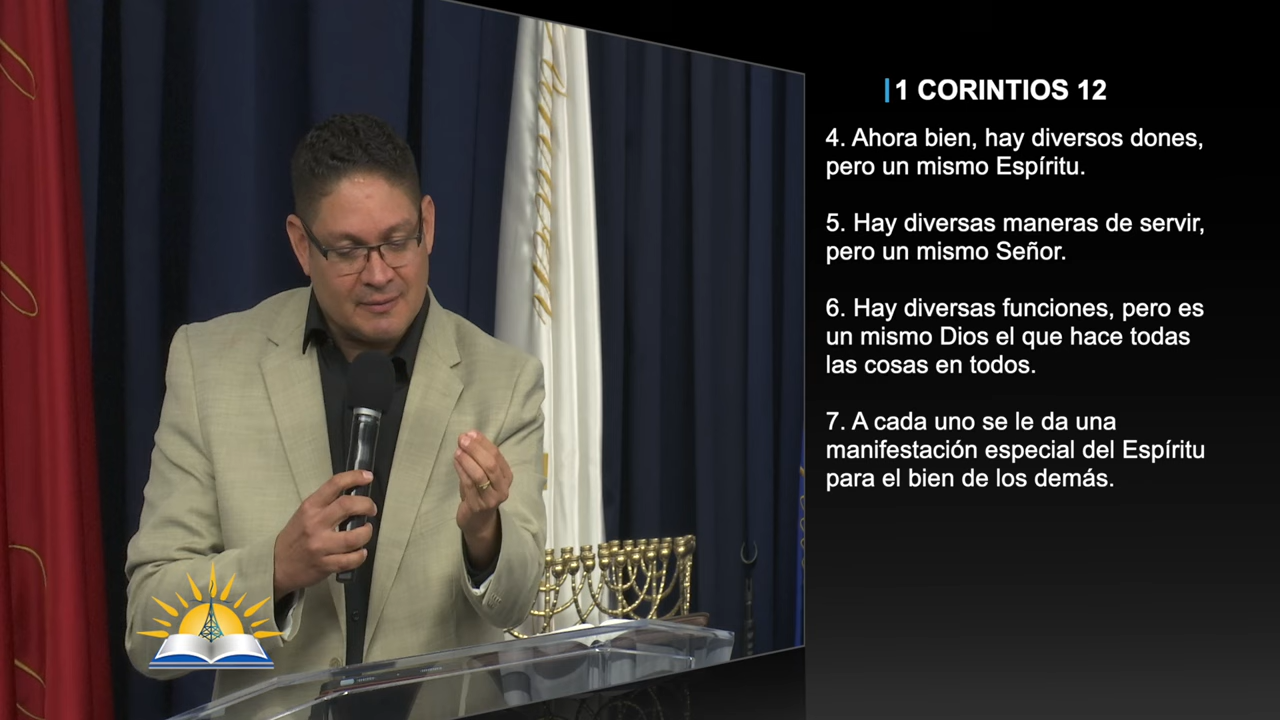 1 CORINTIOS 12
4. Ahora bien, hay diversos dones,
pero un mismo Espíritu.
5. Hay diversas maneras de servir,
pero un mismo Señor.
6. Hay diversas funciones, pero es
un mismo Dios el que hace todas
las cosas en todos.
7. A cada uno se le da una
manifestación especial del Espíritu
para el bien de los demás.